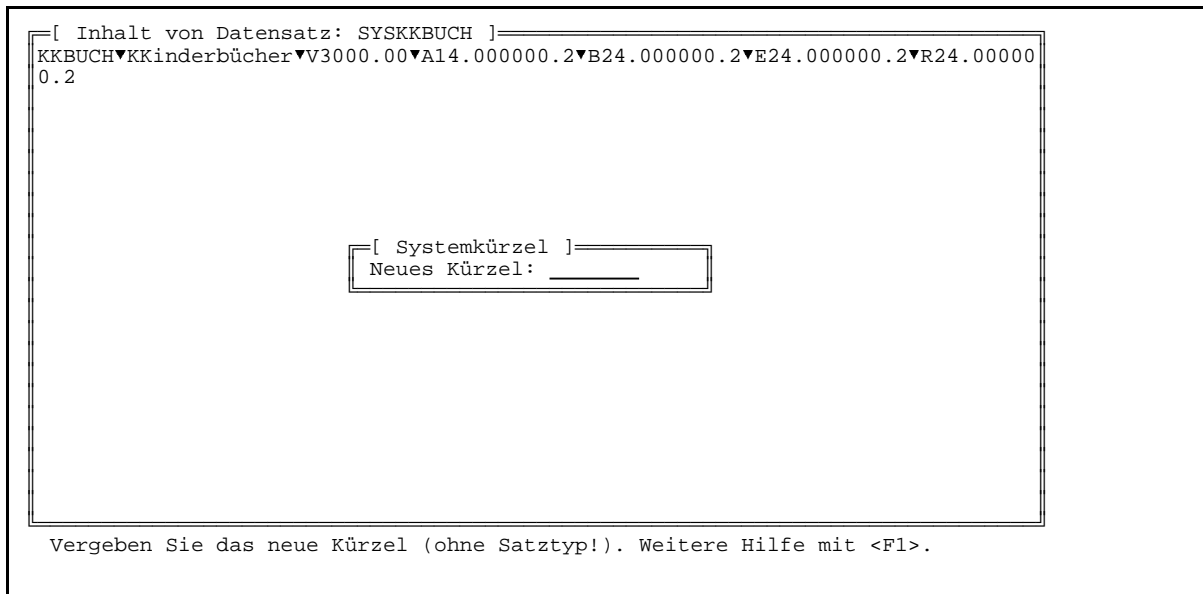 [ Inhalt von Datensatz: SYSKKBUCH ]
KKBUCH▼KKinderbücher▼V3000.00▼A14.000000.2▼B24.000000.2▼E24.000000.2▼R24.00000
0.2
[ Systemkürzel ]
Neues Kürzel: _______
Vergeben Sie das neue Kürzel (ohne Satztyp!). Weitere Hilfe mit <F1>.